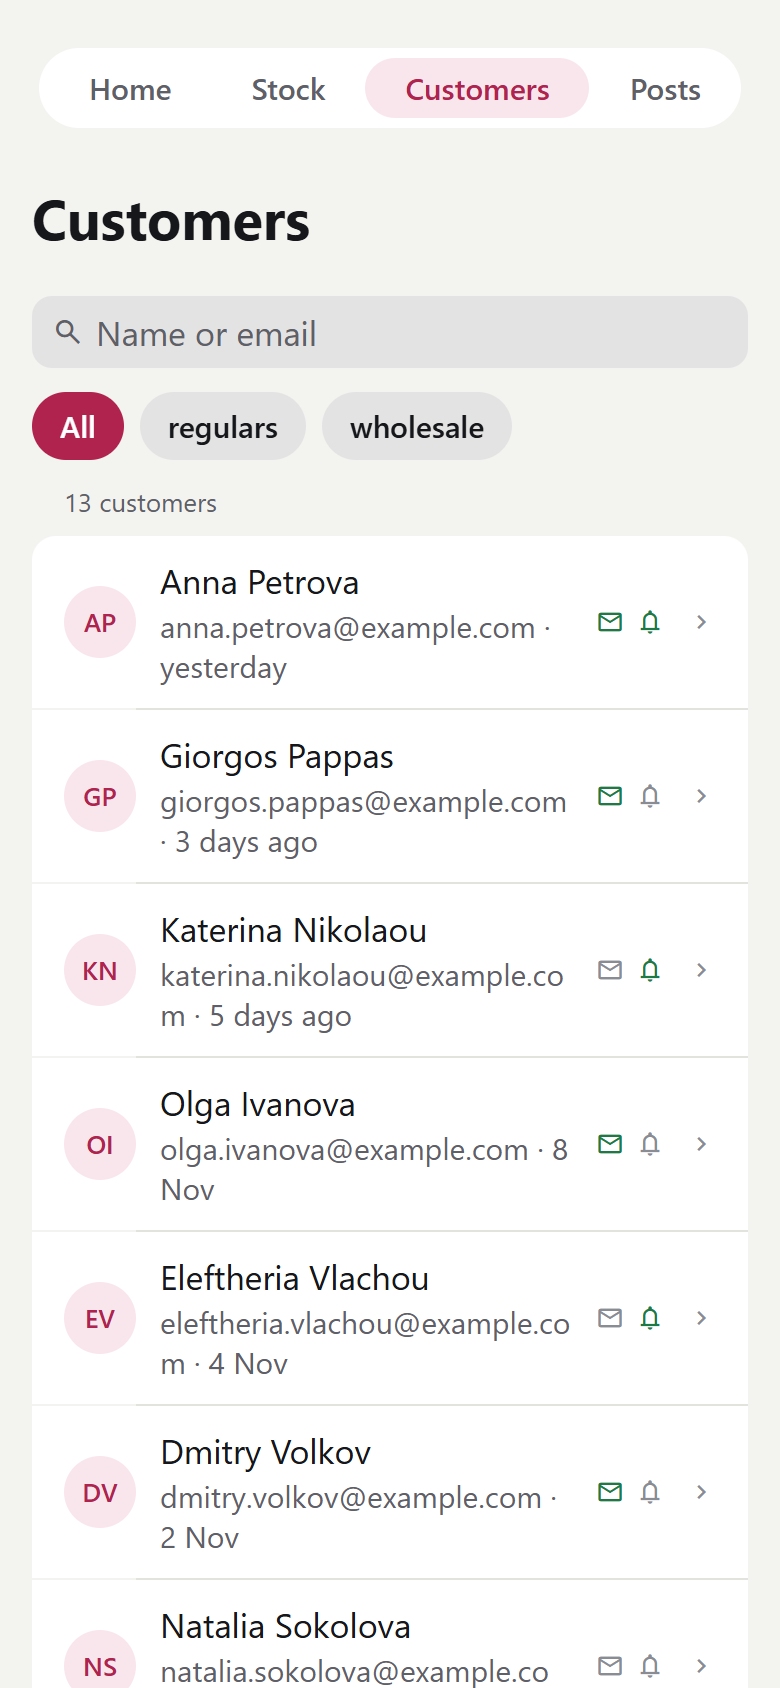 Home Stock Customers Posts
Customers
Name or email
All regulars wholesale
13 customers
AP
Anna Petrova
anna.petrova@example.com ·
yesterday
GP
Giorgos Pappas
giorgos.pappas@example.com
· 3 days ago
KN
Katerina Nikolaou
katerina.nikolaou@example.co
m · 5 days ago
OI
Olga Ivanova
olga.ivanova@example.com · 8
Nov
EV
Eleftheria Vlachou
eleftheria.vlachou@example.co
m · 4 Nov
DV
Dmitry Volkov
dmitry.volkov@example.com ·
2 Nov
NS
Natalia Sokolova
natalia.sokolova@example.co